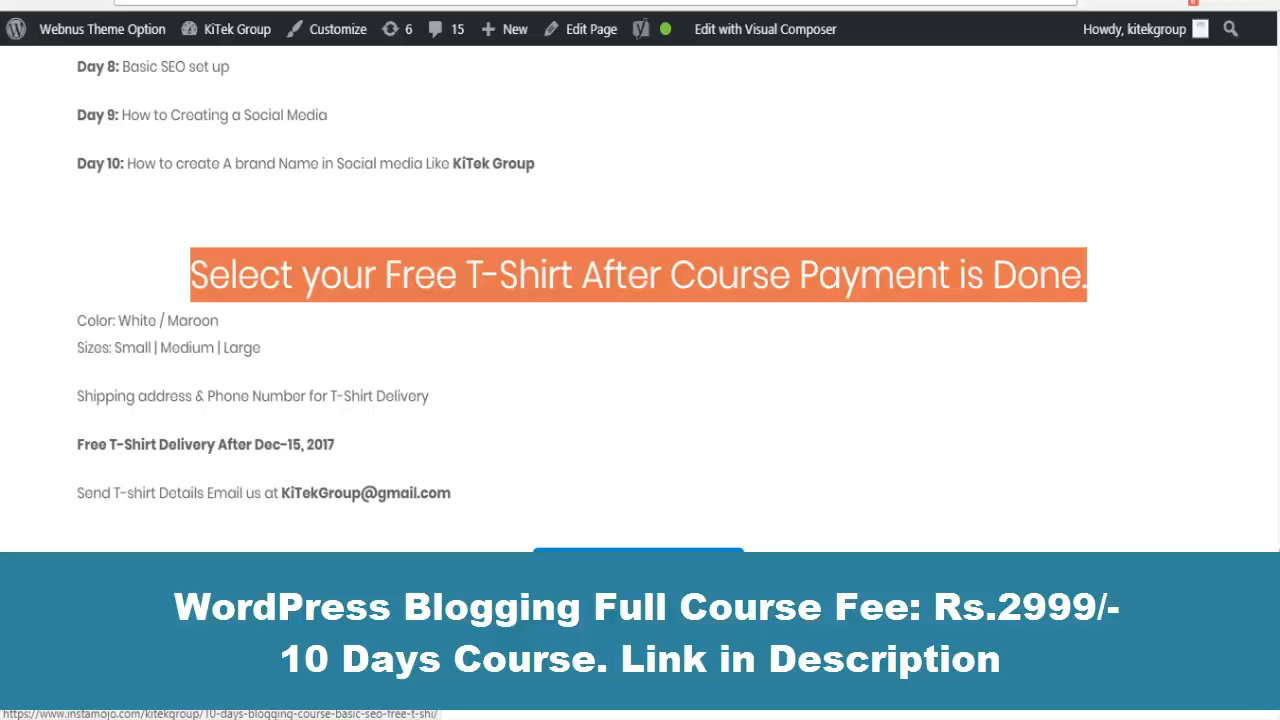 Webnus Theme Option KiTek Group Customize 6 15 New Edit Page Edit with Visual Composer Howdy, kitekgroup
Day 8: Basic SEO set up
Day 9: How to Creating a Social Media
Day 10: How to create A brand Name in Social media Like KiTek Group
Select your Free T-Shirt After Course Payment is Done.
Color: White / Maroon
Sizes: Small | Medium | Large
Shipping address & Phone Number for T-Shirt Delivery
Free T-Shirt Delivery After Dec-15, 2017
Send T-shirt Details Email us at KiTekGroup@gmail.com
WordPress Blogging Full Course Fee: Rs.2999/-
10 Days Course. Link in Description
https://www.instamojo.com/kitekgroup/10-days-blogging-course-basic-seo-free-t-shi/